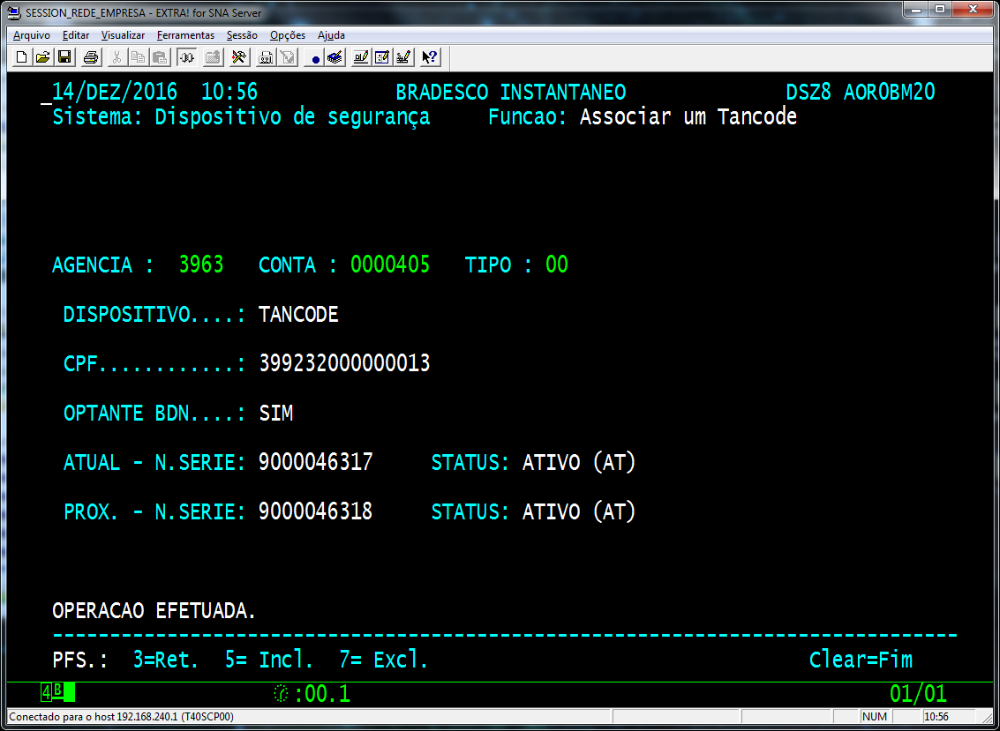 SESSION_REDE_EMPRESA - EXTRA! for SNA Server
Arquivo Editar Visualizar Ferramentas Sessão Opções Ajuda
_14/DEZ/2016 10:56 BRADESCO INSTANTANEO DSZ8 AOR0BM20
Sistema: Dispositivo de segurança Funcao: Associar um Tancode
AGENCIA : 3963 CONTA : 0000405 TIPO : 00
DISPOSITIVO....: TANCODE
CPF............: 399232000000013
OPTANTE BDN....: SIM
ATUAL - N.SERIE: 9000046317 STATUS: ATIVO (AT)
PROX. - N.SERIE: 9000046318 STATUS: ATIVO (AT)
OPERACAO EFETUADA.
-------------------------------------------------------------------------------
PFS.: 3=Ret. 5= Incl. 7= Excl. Clear=Fim
4B :00.1 01/01
Conectado para o host 192.168.240.1 (T40SCP00) NUM 10:56